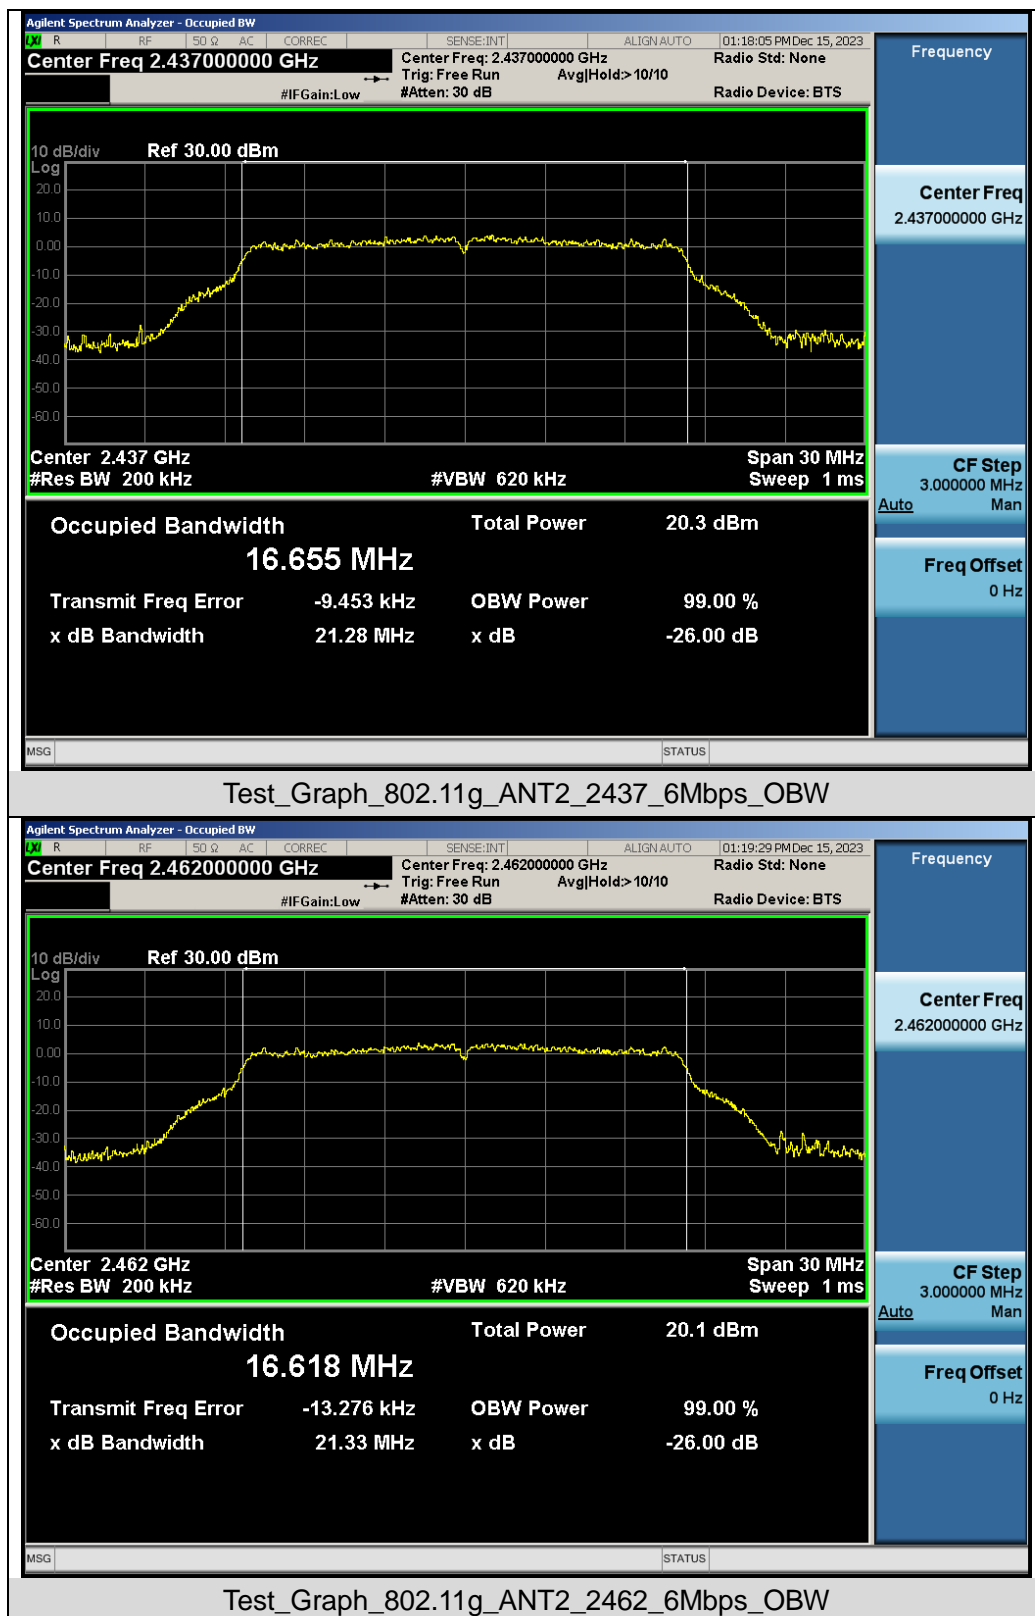 Agilent Spectrum Analyzer - Occupied BW
LXI R RF 50 Ω AC CORREC SENSE:INT ALIGN AUTO 01:18:05 PM Dec 15, 2023
Center Freq 2.437000000 GHz
Center Freq: 2.437000000 GHz
Radio Std: None
Trig: Free Run Avg|Hold:>10/10
#IFGain:Low
#Atten: 30 dB
Radio Device: BTS
Frequency
10 dB/div Ref 30.00 dBm
Log
20.0
10.0
0.00
-10.0
-20.0
-30.0
-40.0
-50.0
-60.0
Center Freq
2.437000000 GHz
Center 2.437 GHz Span 30 MHz
#Res BW 200 kHz #VBW 620 kHz Sweep 1 ms
CF Step
3.000000 MHz
Auto Man
Occupied Bandwidth Total Power 20.3 dBm
16.655 MHz
Transmit Freq Error -9.453 kHz OBW Power 99.00 %
x dB Bandwidth 21.28 MHz x dB -26.00 dB
Freq Offset
0 Hz
MSG STATUS
Test_Graph_802.11g_ANT2_2437_6Mbps_OBW
Agilent Spectrum Analyzer - Occupied BW
LXI R RF 50 Ω AC CORREC SENSE:INT ALIGN AUTO 01:19:29 PM Dec 15, 2023
Center Freq 2.462000000 GHz
Center Freq: 2.462000000 GHz
Radio Std: None
Trig: Free Run Avg|Hold:>10/10
#IFGain:Low
#Atten: 30 dB
Radio Device: BTS
Frequency
10 dB/div Ref 30.00 dBm
Log
20.0
10.0
0.00
-10.0
-20.0
-30.0
-40.0
-50.0
-60.0
Center Freq
2.462000000 GHz
Center 2.462 GHz Span 30 MHz
#Res BW 200 kHz #VBW 620 kHz Sweep 1 ms
CF Step
3.000000 MHz
Auto Man
Occupied Bandwidth Total Power 20.1 dBm
16.618 MHz
Transmit Freq Error -13.276 kHz OBW Power 99.00 %
x dB Bandwidth 21.33 MHz x dB -26.00 dB
Freq Offset
0 Hz
MSG STATUS
Test_Graph_802.11g_ANT2_2462_6Mbps_OBW